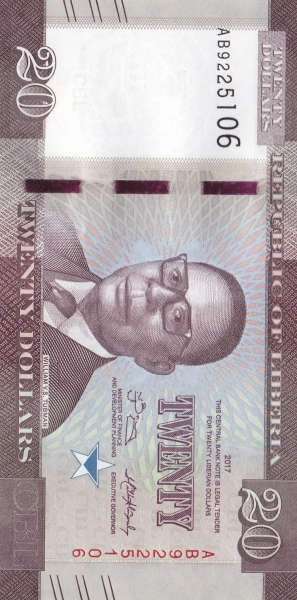 AB9225106
TWENTY DOLLARS
REPUBLIC OF LIBERIA
20
2017
THIS CENTRAL BANK NOTE IS LEGAL TENDER
FOR TWENTY LIBERIAN DOLLARS
TWENTY
MINISTER OF FINANCE
AND DEVELOPMENT PLANNING
EXECUTIVE GOVERNOR
WILLIAM V.S. TUBMAN
TWENTY DOLLARS
20
20
AB9225106